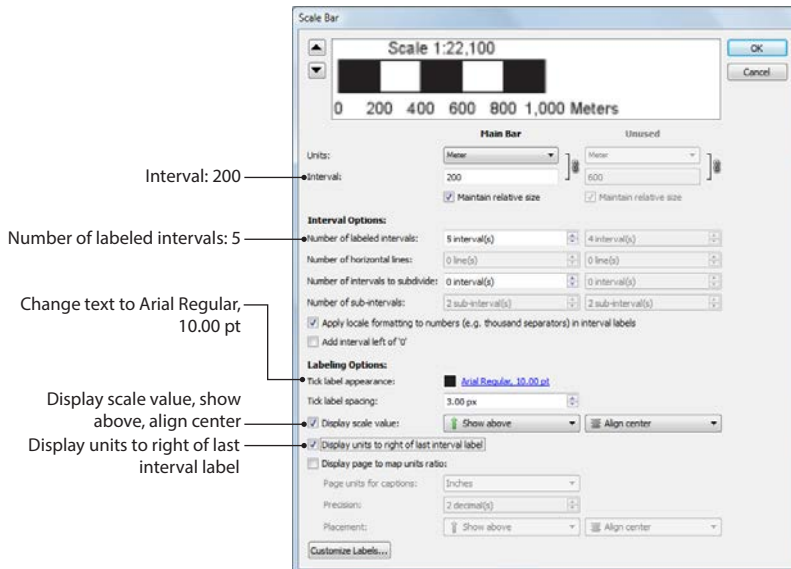 Scale Bar
Scale 1:22,100
0 200 400 600 800 1,000 Meters
OK
Cancel
Main Bar Unused
Units: Meter Meter
Interval: 200
Interval: 200 600
Maintain relative size Maintain relative size
Interval Options:
Number of labeled intervals: 5
Number of labeled intervals: 5 interval(s) 4 interval(s)
Number of horizontal lines: 0 line(s) 0 line(s)
Number of intervals to subdivide: 0 interval(s) 0 interval(s)
Number of sub-intervals: 2 sub-interval(s) 2 sub-interval(s)
Apply locale formatting to numbers (e.g. thousand separators) in interval labels
Add interval left of '0'
Change text to Arial Regular,
10.00 pt
Labeling Options:
Tick label appearance: Arial Regular, 10.00 pt
Tick label spacing: 3.00 px
Display scale value, show
above, align center
Display scale value: Show above Align center
Display units to right of last
interval label
Display units to right of last interval label
Display page to map units ratio:
Page units for captions: Inches
Precision: 2 decimal(s)
Placement: Show above Align center
Customize Labels...